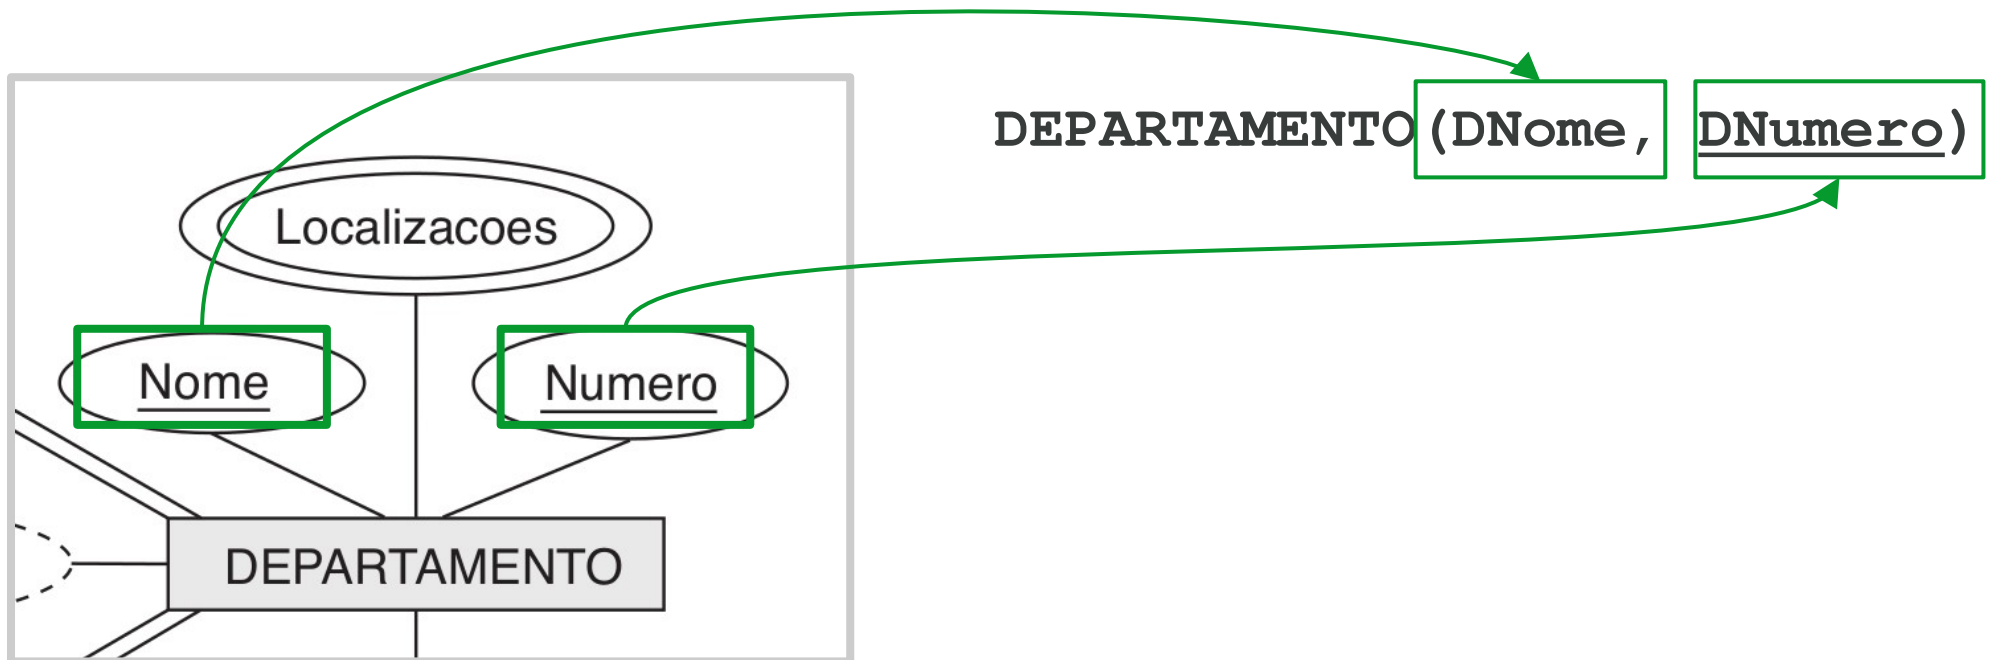 DEPARTAMENTO(DNome, DNumero)
Localizacoes
Nome
Numero
DEPARTAMENTO